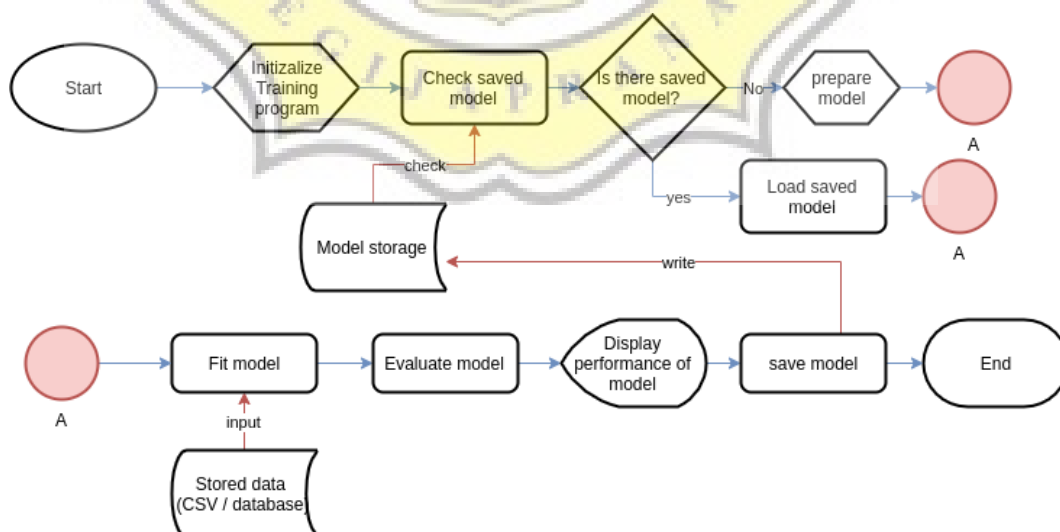 Start
Initizalize
Training
program
Check saved
model
Is there saved
model?
No
prepare
model
A
check
yes
Load saved
model
A
Model storage
write
A
Fit model
Evaluate model
Display
performance of
model
save model
End
input
Stored data
(CSV / database)